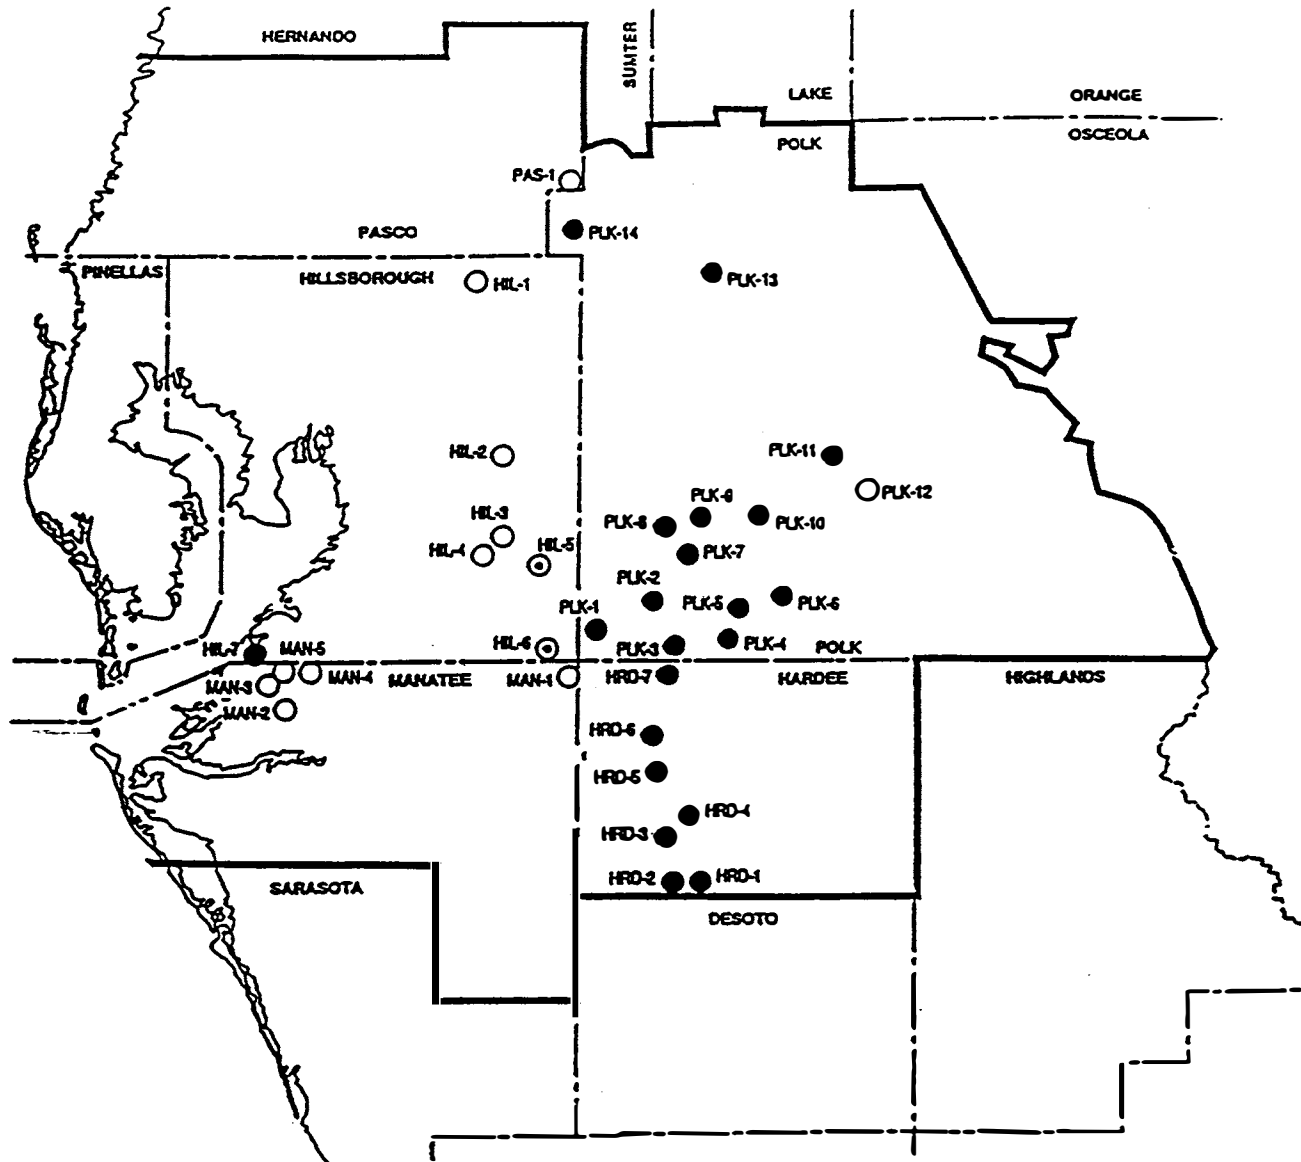 HERNANDO
SUMTER
LAKE
ORANGE
POLK
OSCEOLA
PAS-1
PASCO
PLK-14
PINELLAS
HILLSBOROUGH
HIL-1
PLK-13
HIL-2
PLK-11
PLK-12
PLK-9
HIL-3
PLK-8
PLK-10
HIL-4
HIL-5
PLK-7
PLK-2
PLK-1
PLK-5
PLK-6
HIL-7
MAN-5
HIL-6
PLK-3
PLK-4
POLK
MAN-3
MAN-4
MANATEE
MAN-1
HRD-7
HARDEE
HIGHLANDS
MAN-2
HRD-6
HRD-5
HRD-4
HRD-3
HRD-2
HRD-1
SARASOTA
DESOTO